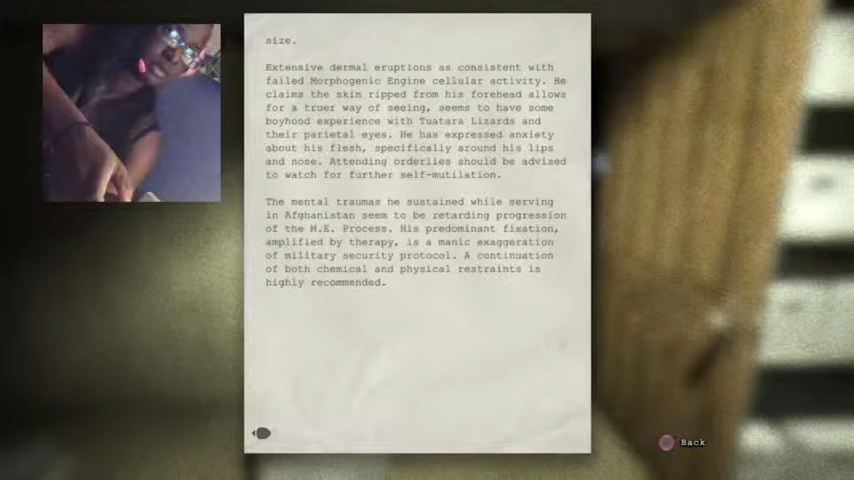 size.
Extensive dermal eruptions as consistent with
failed Morphogenic Engine cellular activity. He
claims the skin ripped from his forehead allows
for a truer way of seeing, seems to have some
boyhood experience with Tuatara Lizards and
their parietal eyes. He has expressed anxiety
about his flesh, specifically around his lips
and nose. Attending orderlies should be advised
to watch for further self-mutilation.
The mental traumas he sustained while serving
in Afghanistan seem to be retarding progression
of the M.E. Process. His predominant fixation,
amplified by therapy, is a manic exaggeration
of military security protocol. A continuation
of both chemical and physical restraints is
highly recommended.
Back